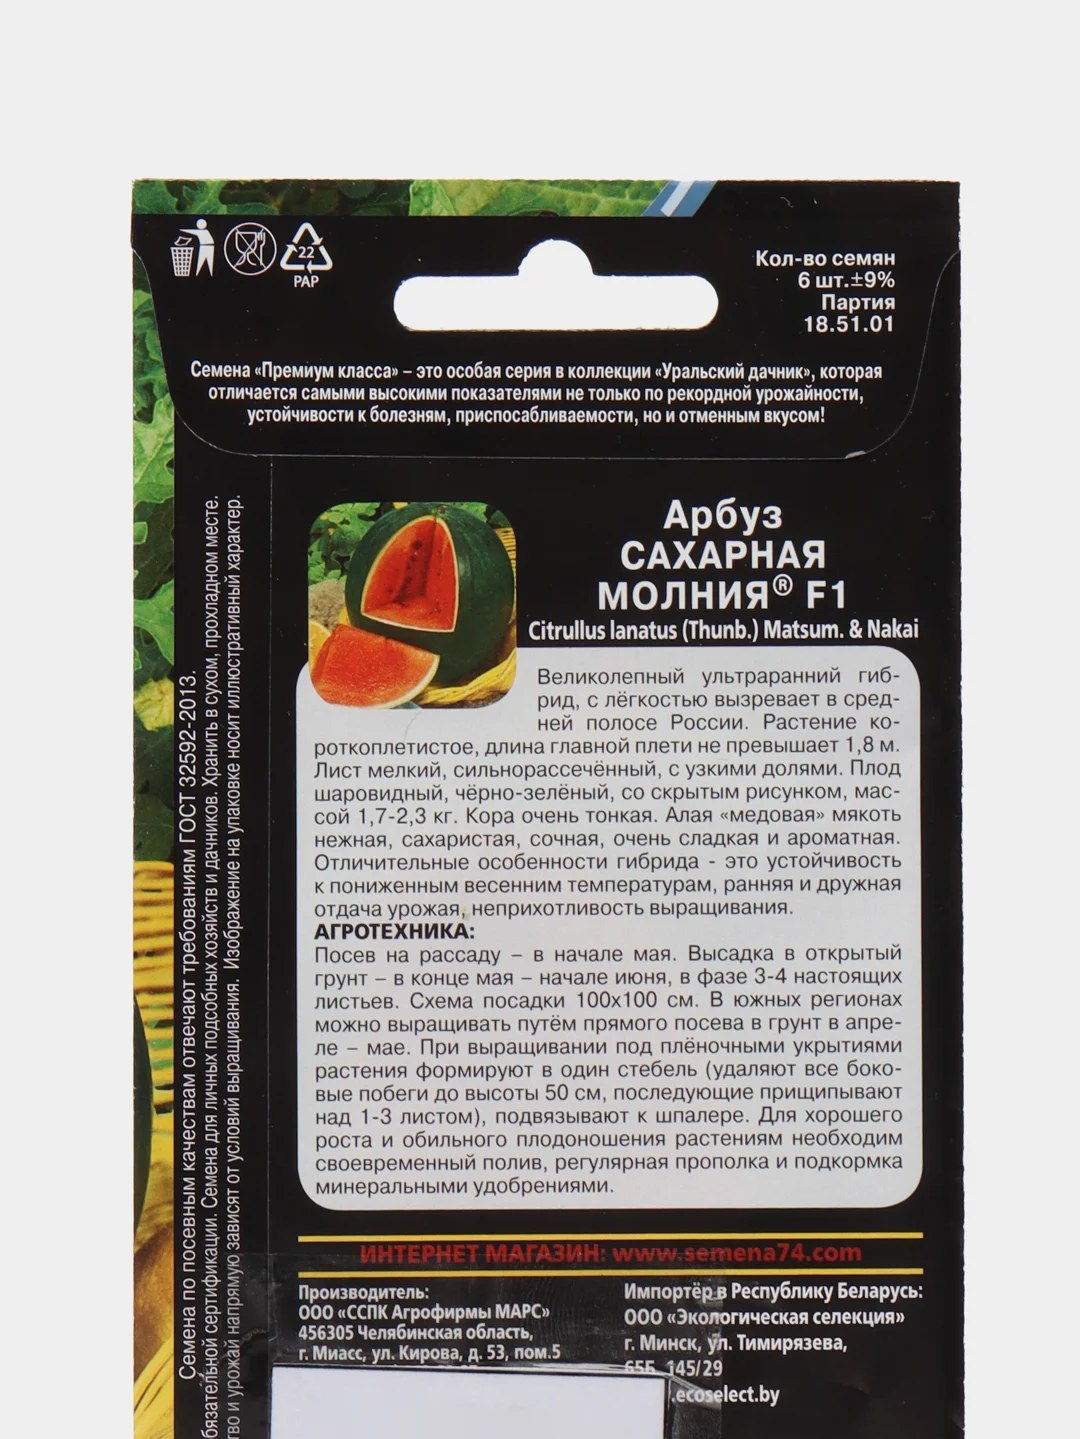 22
PAP
Кол-во семян
6 шт.±9%
Партия
18.51.01
Семена «Премиум класса» – это особая серия в коллекции «Уральский дачник», которая
отличается самыми высокими показателями не только по рекордной урожайности,
устойчивости к болезням, приспосабливаемости, но и отменным вкусом!
Арбуз
САХАРНАЯ
МОЛНИЯ® F1
Citrullus lanatus (Thunb.) Matsum. & Nakai
Великолепный ультраранний гиб-
рид, с лёгкостью вызревает в сред-
ней полосе России. Растение ко-
роткоплетистое, длина главной плети не превышает 1,8 м.
Лист мелкий, сильнорассечённый, с узкими долями. Плод
шаровидный, чёрно-зелёный, со скрытым рисунком, мас-
сой 1,7-2,3 кг. Кора очень тонкая. Алая «медовая» мякоть
нежная, сахаристая, сочная, очень сладкая и ароматная.
Отличительные особенности гибрида - это устойчивость
к пониженным весенним температурам, ранняя и дружная
отдача урожая, неприхотливость выращивания.
АГРОТЕХНИКА:
Посев на рассаду – в начале мая. Высадка в открытый
грунт – в конце мая – начале июня, в фазе 3-4 настоящих
листьев. Схема посадки 100х100 см. В южных регионах
можно выращивать путём прямого посева в грунт в апре-
ле – мае. При выращивании под плёночными укрытиями
растения формируют в один стебель (удаляют все боко-
вые побеги до высоты 50 см, последующие прищипывают
над 1-3 листом), подвязывают к шпалере. Для хорошего
роста и обильного плодоношения растениям необходим
своевременный полив, регулярная прополка и подкормка
минеральными удобрениями.
ИНТЕРНЕТ МАГАЗИН: www.semena74.com
Производитель:
ООО «ССПК Агрофирмы МАРС»
456305 Челябинская область,
г. Миасс, ул. Кирова, д. 53, пом.5
Импортёр в Республику Беларусь:
ООО «Экологическая селекция»
г. Минск, ул. Тимирязева,
65Б, 145/29
.ecoselect.by
Семена по посевным качествам отвечают требованиям ГОСТ 32592-2013.
бязательной сертификации. Семена для личных подсобных хозяйств и дачников. Хранить в сухом, прохладном месте.
тво и урожай напрямую зависят от условий выращивания. Изображение на упаковке носит иллюстративный характер.